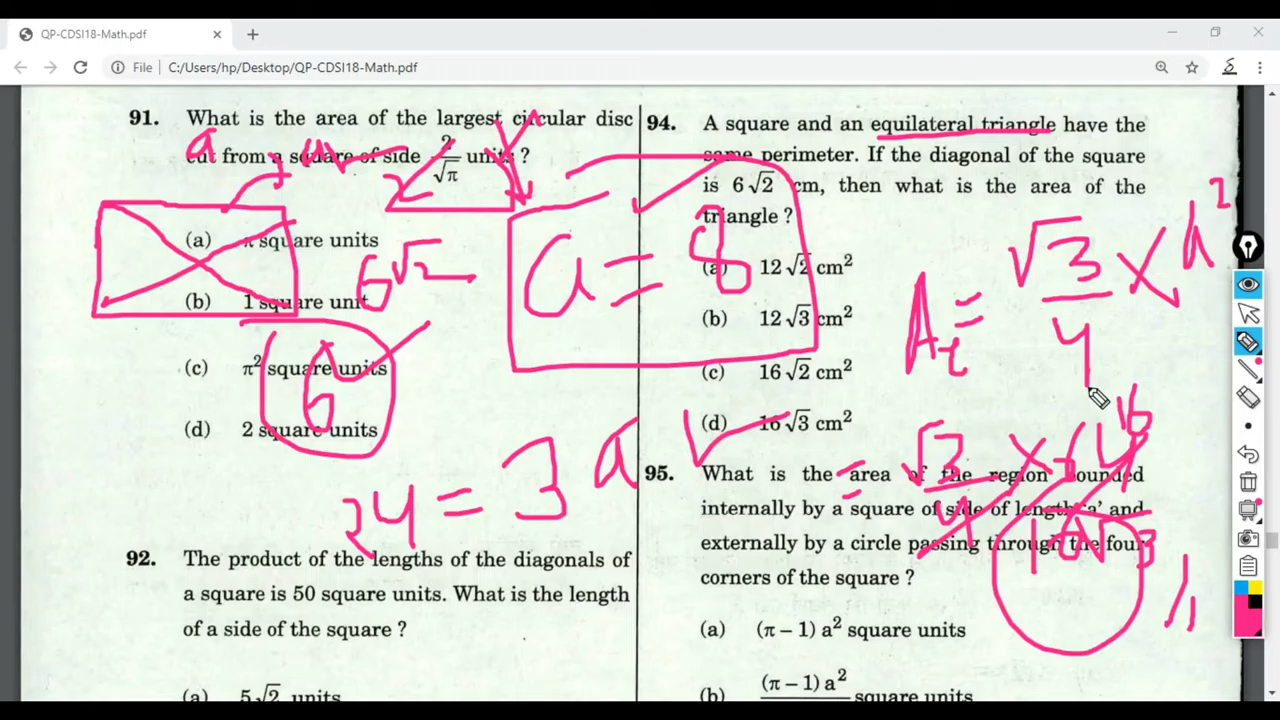 QP-CDSI18-Math.pdf
File
C:/Users/hp/Desktop/QP-CDSI18-Math.pdf
91. What is the area of the largest circular disc
cut from a square of side 2/√π units ?
(a) π square units
(b) 1 square unit
(c) π² square units
(d) 2 square units
92. The product of the lengths of the diagonals of
a square is 50 square units. What is the length
of a side of the square ?
(a) 5√2 units
94. A square and an equilateral triangle have the
same perimeter. If the diagonal of the square
is 6√2 cm, then what is the area of the
triangle ?
(a) 12√2 cm²
(b) 12√3 cm²
(c) 16√2 cm²
(d) 16√3 cm²
95. What is the area of the region bounded
internally by a square of side of length 'a' and
externally by a circle passing through the four
corners of the square ?
(a) (π – 1) a² square units
(b) (π – 1) a² square units
a
6√2
6
24 = 3a
a = 8
A_t = √3/4 × a²
= √3/4 ×
16√3